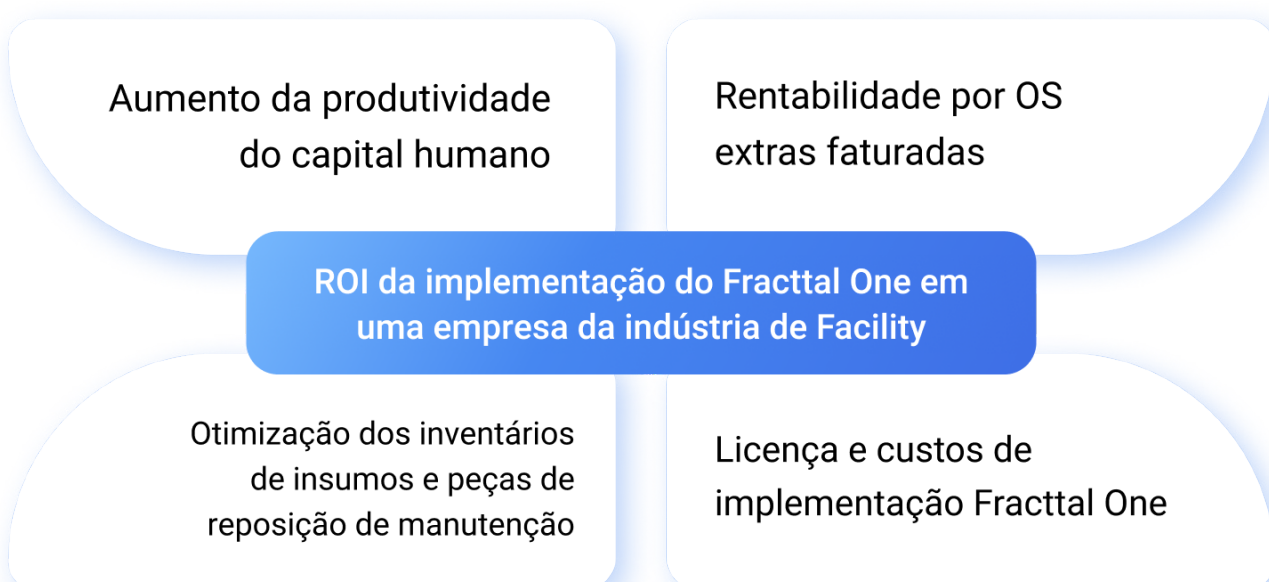 Aumento da produtividade
do capital humano
Rentabilidade por OS
extras faturadas
ROI da implementação do Fracttal One em
uma empresa da indústria de Facility
Otimização dos inventários
de insumos e peças de
reposição de manutenção
Licença e custos de
implementação Fracttal One